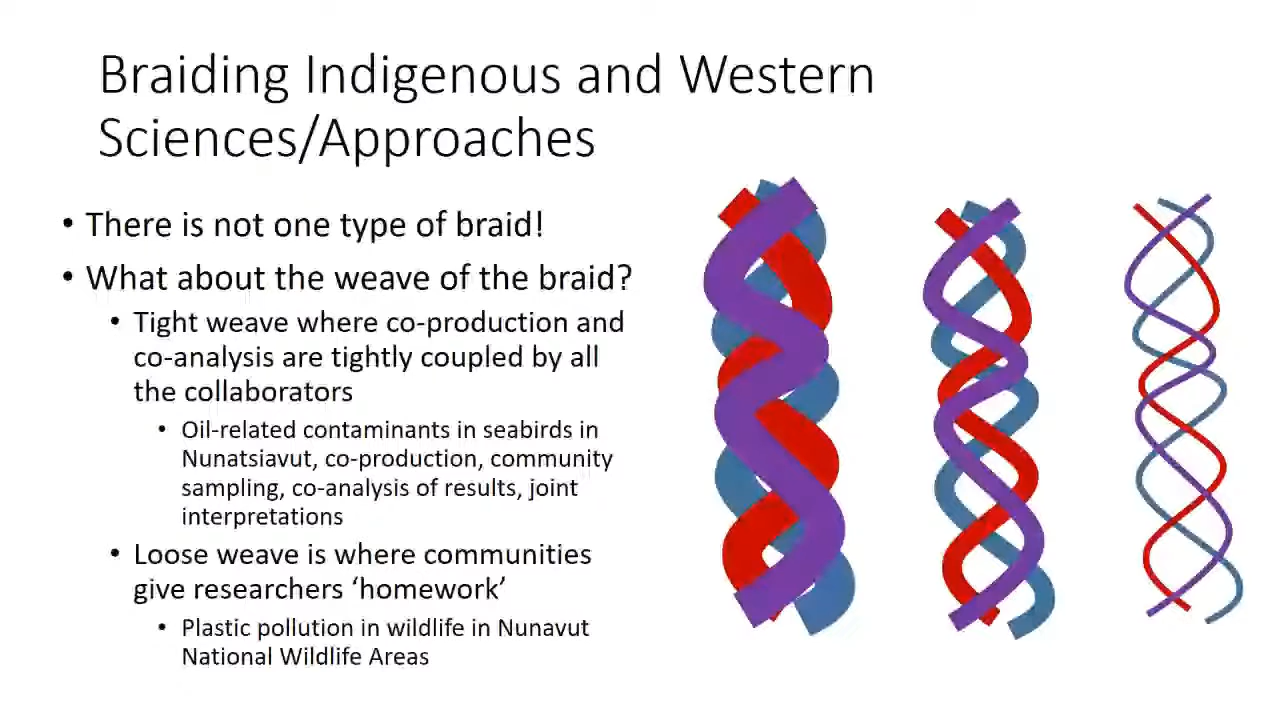 Braiding Indigenous and Western
Sciences/Approaches
• There is not one type of braid!
• What about the weave of the braid?
• Tight weave where co-production and
co-analysis are tightly coupled by all
the collaborators
• Oil-related contaminants in seabirds in
Nunatsiavut, co-production, community
sampling, co-analysis of results, joint
interpretations
• Loose weave is where communities
give researchers ‘homework’
• Plastic pollution in wildlife in Nunavut
National Wildlife Areas